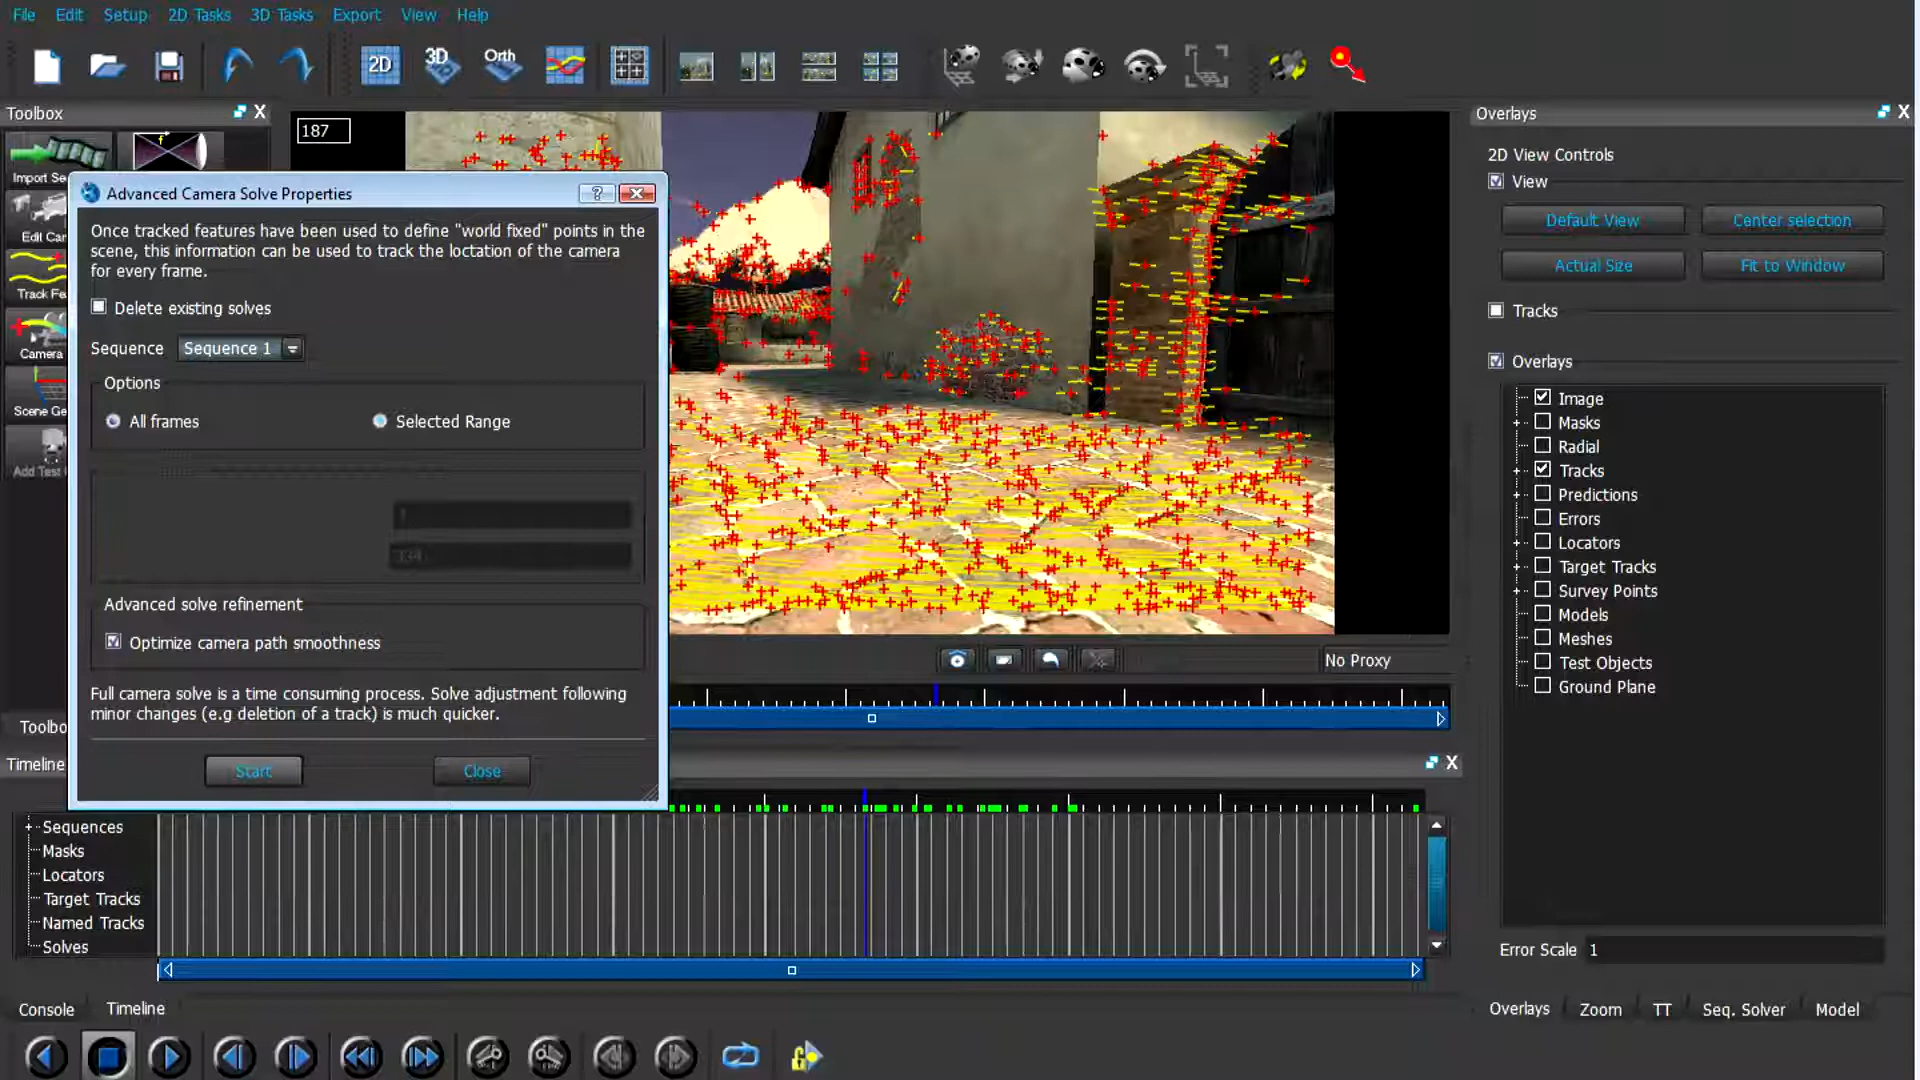 File Edit Setup 2D Tasks 3D Tasks Export View Help
2D 3D Orth
Toolbox
187
Overlays
Import Se
Edit Car
Track Fe
Camera
Scene Ge
Add Test
Advanced Camera Solve Properties
Once tracked features have been used to define "world fixed" points in the
scene, this information can be used to track the loctation of the camera
for every frame.
Delete existing solves
Sequence Sequence 1
Options
All frames Selected Range
Advanced solve refinement
Optimize camera path smoothness
Full camera solve is a time consuming process. Solve adjustment following
minor changes (e.g deletion of a track) is much quicker.
Start Close
2D View Controls
View
Default View Center selection
Actual Size Fit to Window
Tracks
Overlays
Image
Masks
Radial
Tracks
Predictions
Errors
Locators
Target Tracks
Survey Points
Models
Meshes
Test Objects
Ground Plane
Error Scale 1
No Proxy
Toolbo
Timeline
Sequences
Masks
Locators
Target Tracks
Named Tracks
Solves
Console Timeline
Overlays Zoom TT Seq. Solver Model